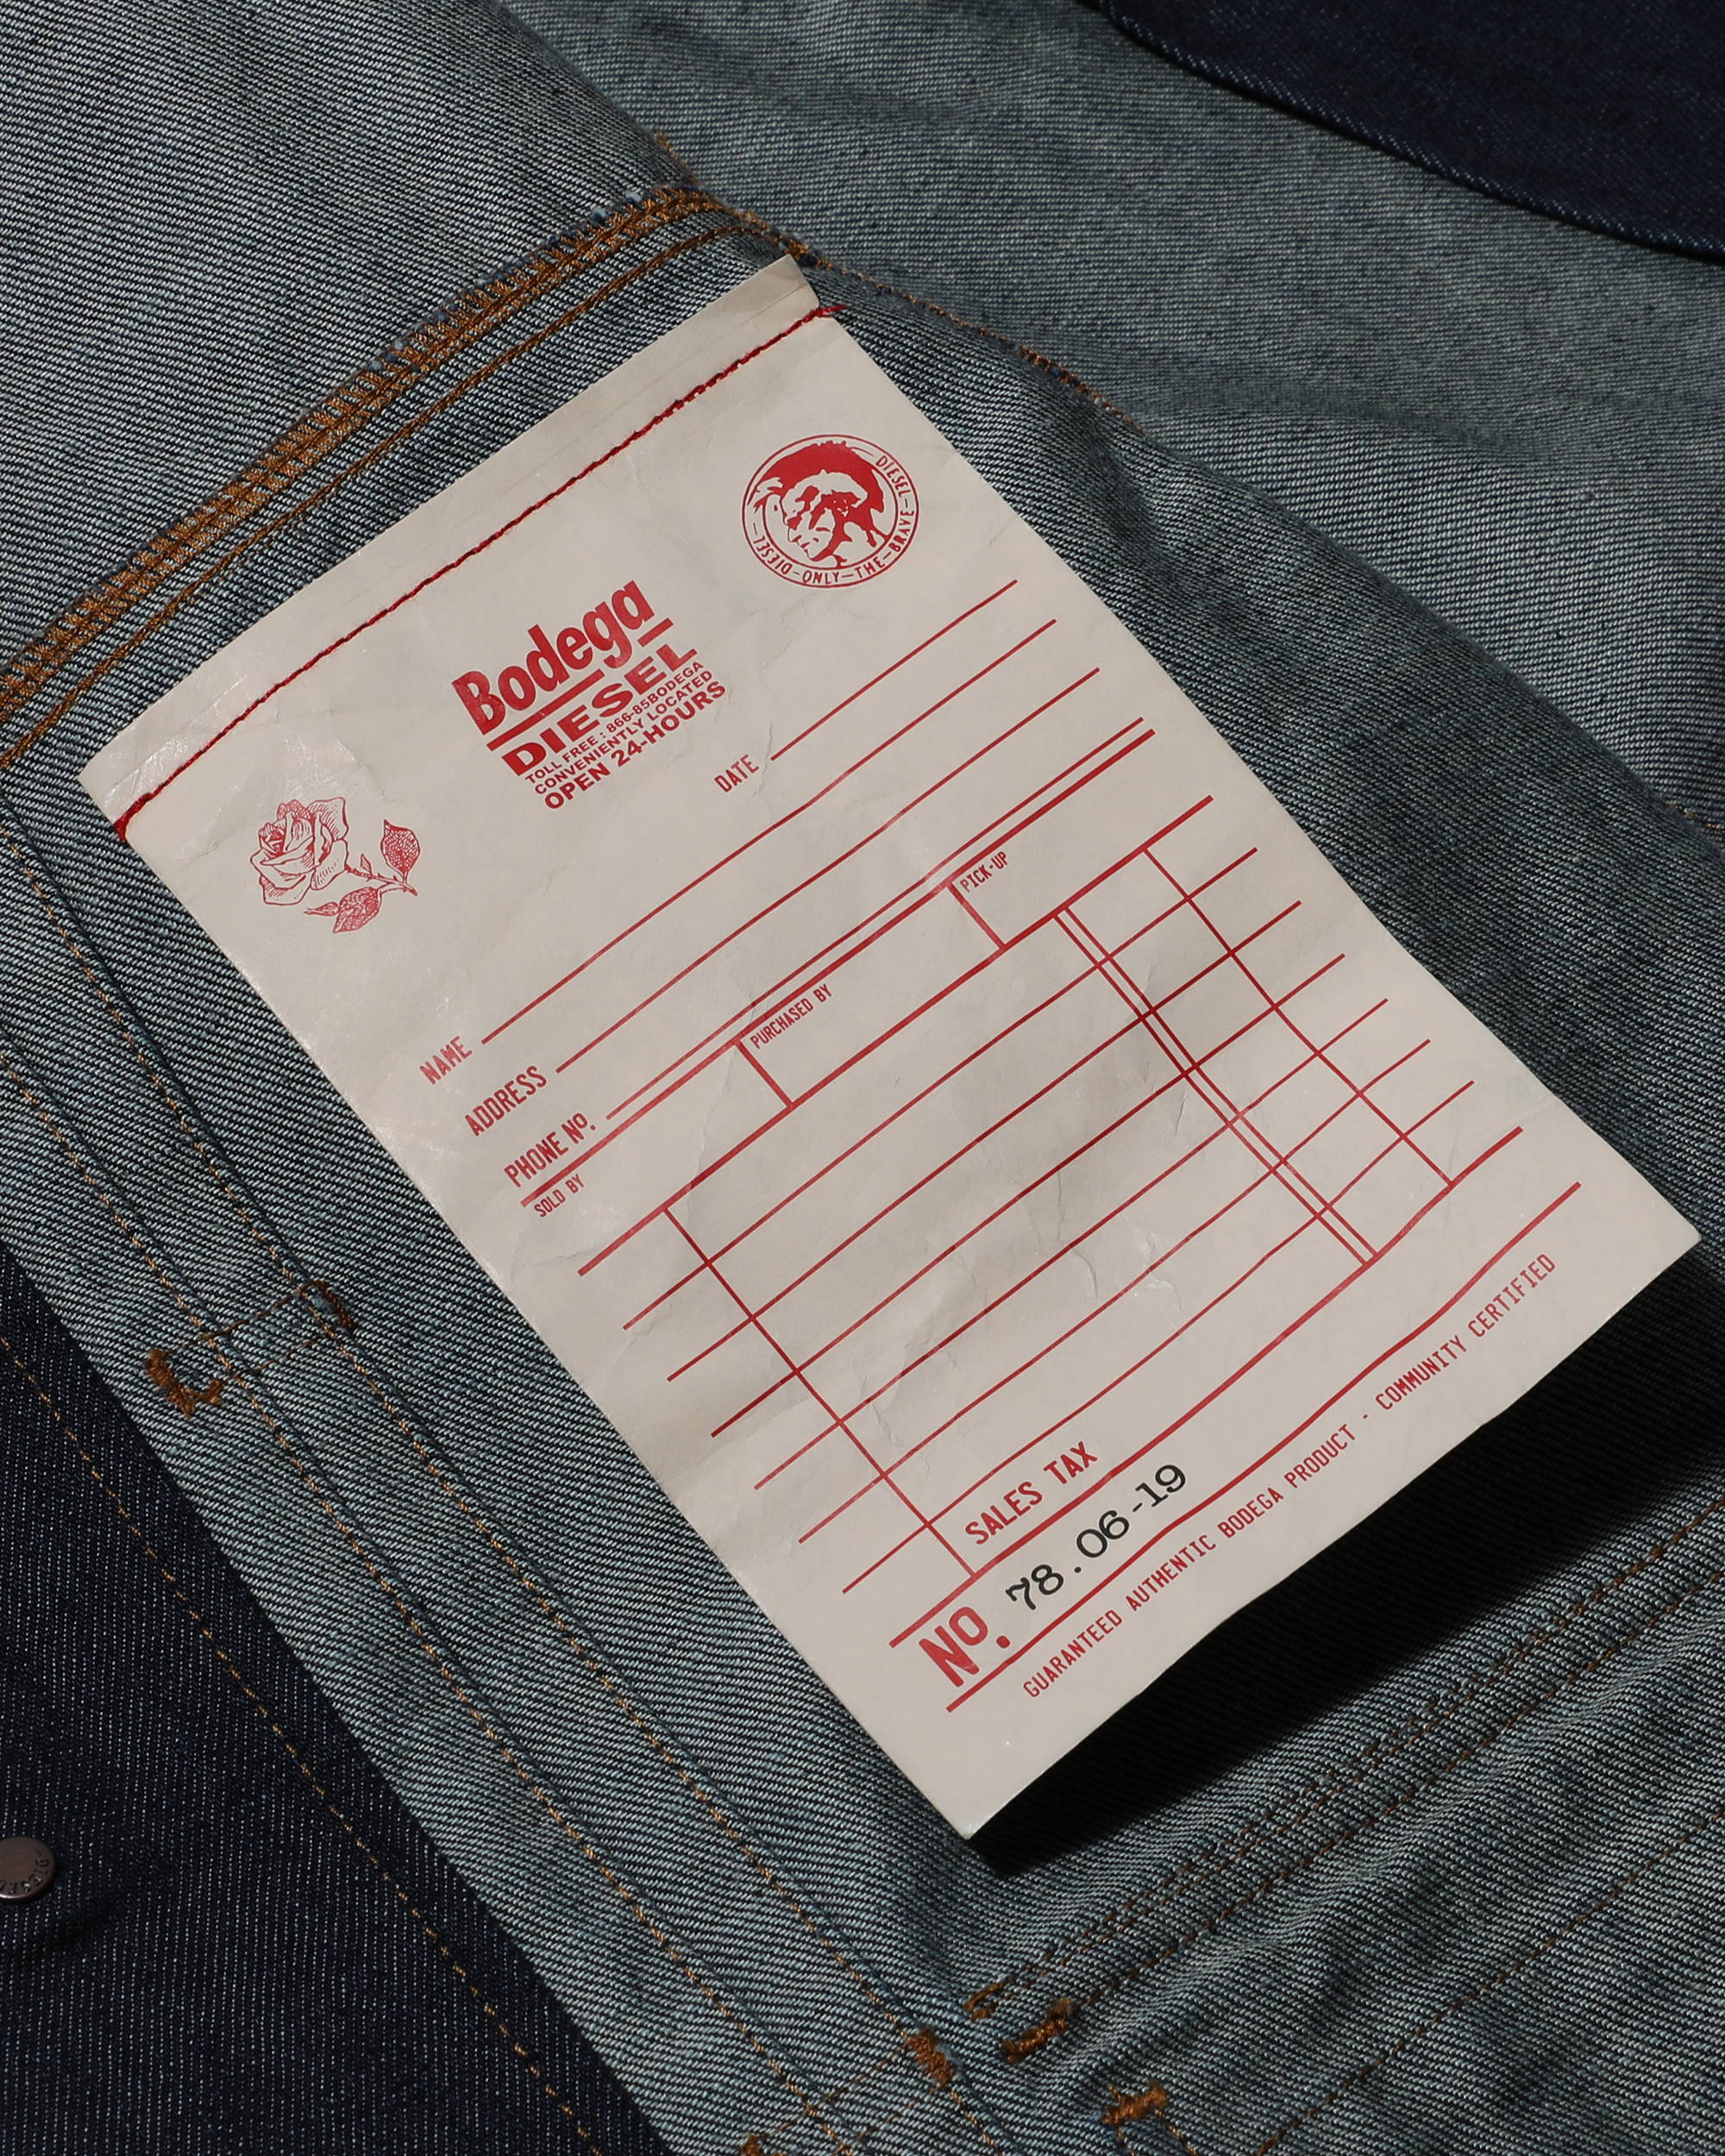 DIESEL—ONLY—THE—BRAVE—DIESEL—
Bodega
DIESEL
TOLL FREE : 866-85BODEGA
CONVENIENTLY LOCATED
OPEN 24-HOURS
DATE
NAME
ADDRESS
PHONE Nº.
SOLD BY PURCHASED BY PICK-UP
SALES TAX
Nº. 78.06-19
GUARANTEED AUTHENTIC BODEGA PRODUCT · COMMUNITY CERTIFIED